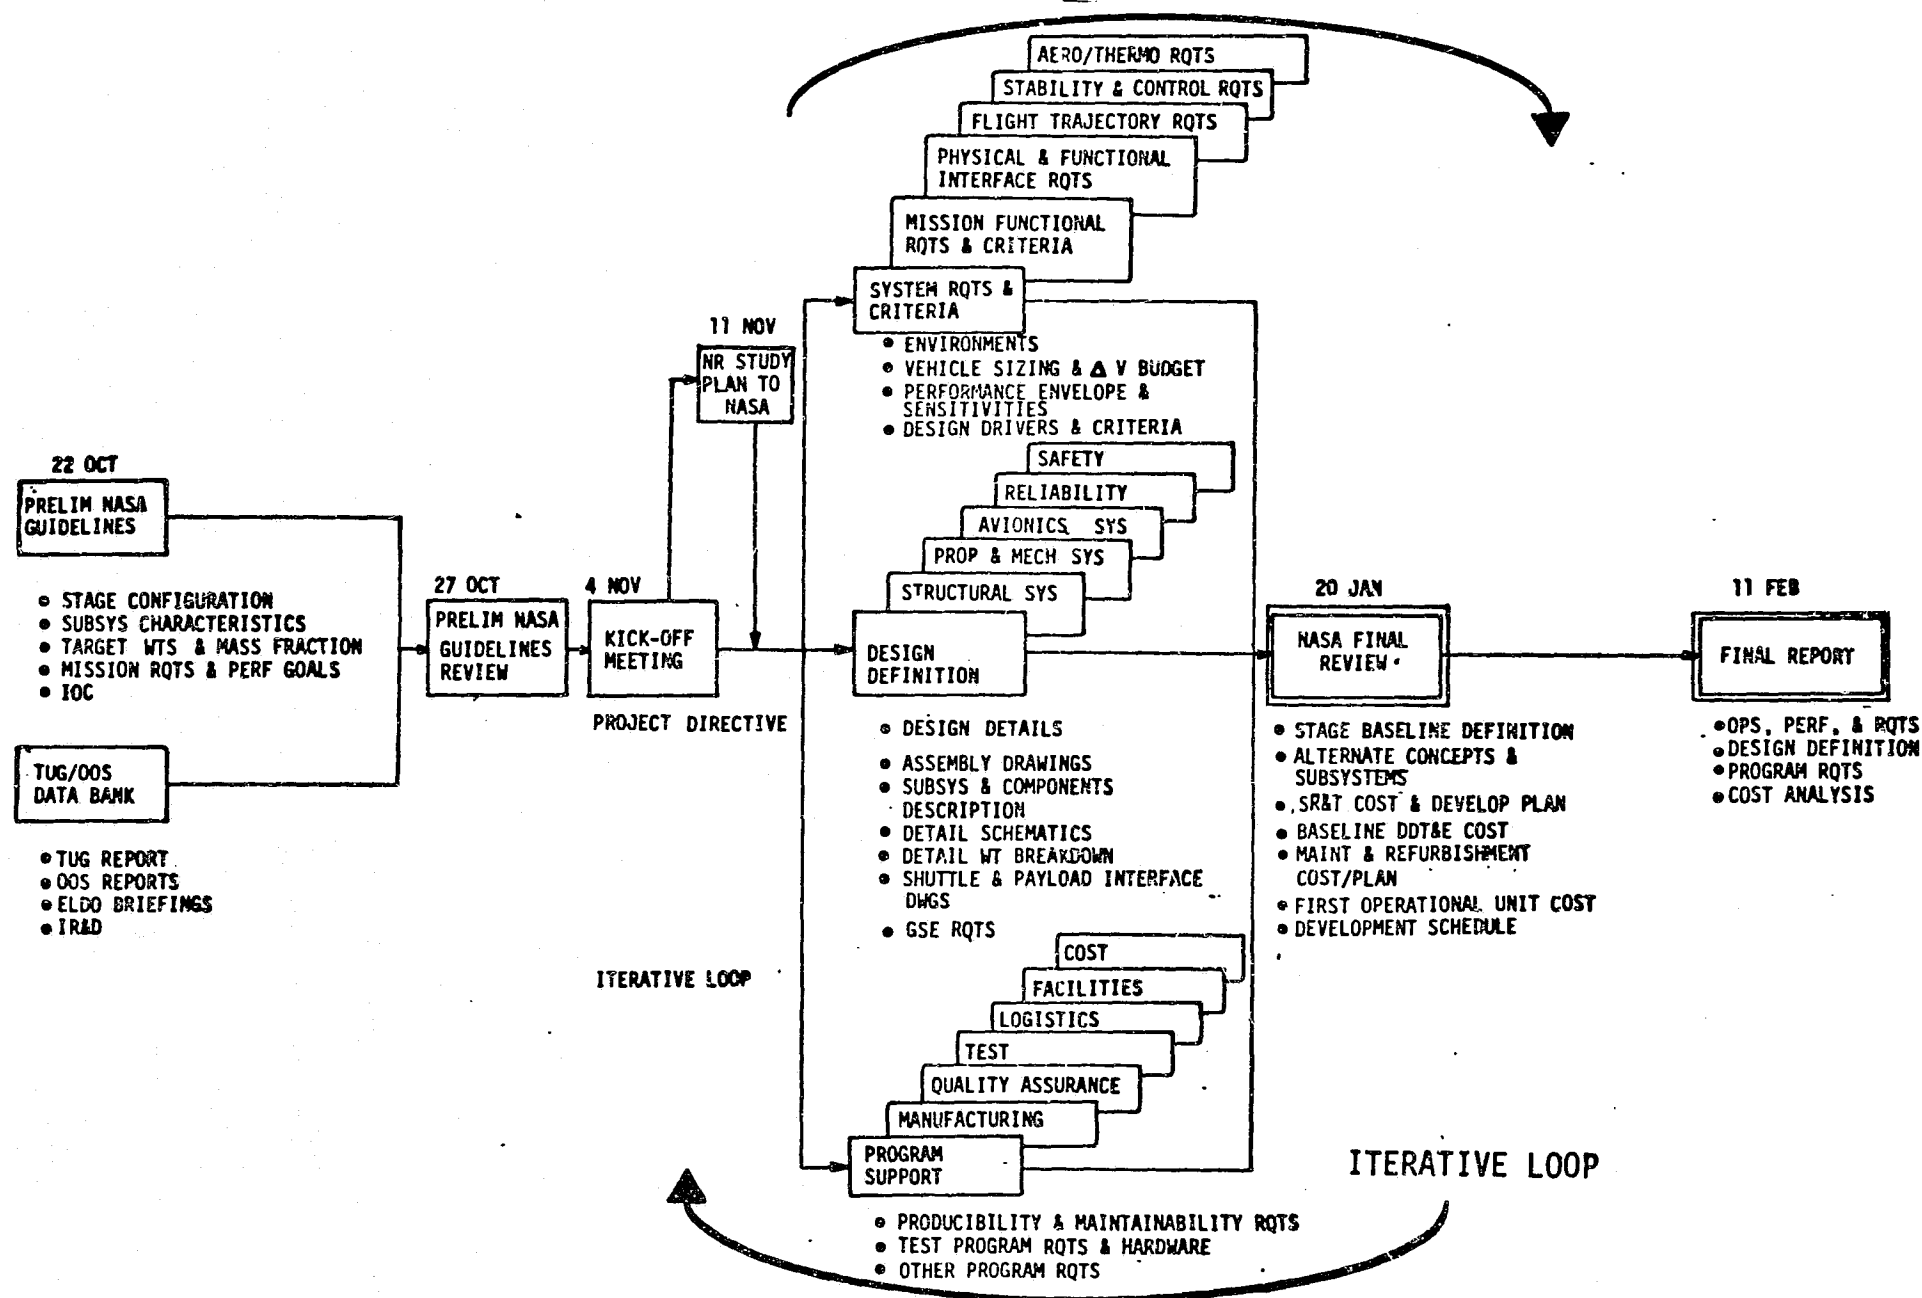 AERO/THERMO RQTS
STABILITY & CONTROL RQTS
FLIGHT TRAJECTORY RQTS
PHYSICAL & FUNCTIONAL
INTERFACE RQTS
MISSION FUNCTIONAL
RQTS & CRITERIA
SYSTEM RQTS &
CRITERIA
• ENVIRONMENTS
• VEHICLE SIZING & Δ V BUDGET
• PERFORMANCE ENVELOPE &
SENSITIVITIES
• DESIGN DRIVERS & CRITERIA
11 NOV
NR STUDY
PLAN TO
NASA
22 OCT
PRELIM NASA
GUIDELINES
• STAGE CONFIGURATION
• SUBSYS CHARACTERISTICS
• TARGET WTS & MASS FRACTION
• MISSION RQTS & PERF GOALS
• IOC
TUG/OOS
DATA BANK
• TUG REPORT
• OOS REPORTS
• ELDO BRIEFINGS
• IR&D
27 OCT
PRELIM NASA
GUIDELINES
REVIEW
4 NOV
KICK-OFF
MEETING
PROJECT DIRECTIVE
ITERATIVE LOOP
SAFETY
RELIABILITY
AVIONICS SYS
PROP & MECH SYS
STRUCTURAL SYS
DESIGN
DEFINITION
• DESIGN DETAILS
• ASSEMBLY DRAWINGS
• SUBSYS & COMPONENTS
DESCRIPTION
• DETAIL SCHEMATICS
• DETAIL WT BREAKDOWN
• SHUTTLE & PAYLOAD INTERFACE
DWGS
• GSE RQTS
COST
FACILITIES
LOGISTICS
TEST
QUALITY ASSURANCE
MANUFACTURING
PROGRAM
SUPPORT
• PRODUCIBILITY & MAINTAINABILITY RQTS
• TEST PROGRAM RQTS & HARDWARE
• OTHER PROGRAM RQTS
20 JAN
NASA FINAL
REVIEW
• STAGE BASELINE DEFINITION
• ALTERNATE CONCEPTS &
SUBSYSTEMS
• SR&T COST & DEVELOP PLAN
• BASELINE DDT&E COST
• MAINT & REFURBISHMENT
COST/PLAN
• FIRST OPERATIONAL UNIT COST
• DEVELOPMENT SCHEDULE
11 FEB
FINAL REPORT
• OPS, PERF, & RQTS
• DESIGN DEFINITION
• PROGRAM RQTS
• COST ANALYSIS
ITERATIVE LOOP